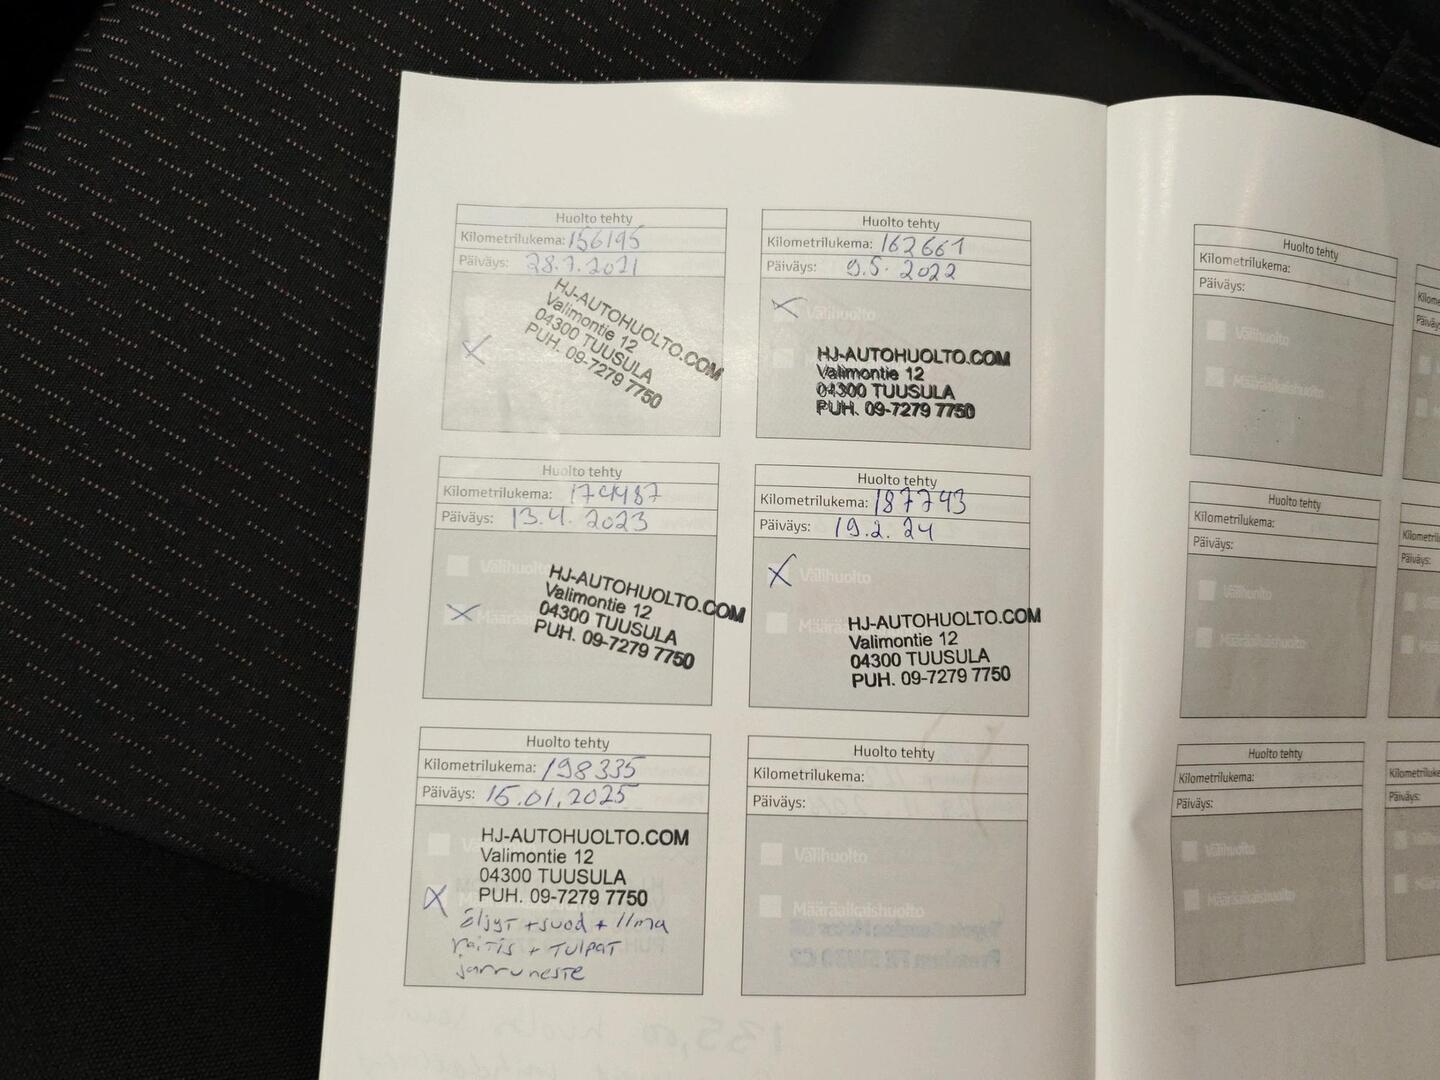 Huolto tehty
Kilometrilukema: 156195
Päiväys: 28.7.2021
HJ-AUTOHUOLTO.COM
Valimontie 12
04300 TUUSULA
PUH. 09-7279 7750
Huolto tehty
Kilometrilukema: 162661
Päiväys: 9.5. 2022
Välihuolto
HJ-AUTOHUOLTO.COM
Valimontie 12
04300 TUUSULA
PUH. 09-7279 7750
Huolto tehty
Kilometrilukema: 174487
Päiväys: 13.4. 2023
Välihuolto
HJ-AUTOHUOLTO.COM
Valimontie 12
04300 TUUSULA
PUH. 09-7279 7750
Huolto tehty
Kilometrilukema: 187793
Päiväys: 19.2. 24
Välihuolto
HJ-AUTOHUOLTO.COM
Valimontie 12
04300 TUUSULA
PUH. 09-7279 7750
Huolto tehty
Kilometrilukema: 198335
Päiväys: 15.01.2025
HJ-AUTOHUOLTO.COM
Valimontie 12
04300 TUUSULA
PUH. 09-7279 7750
öljyt + suod + ilma
raitis + tulpat
jarruneste
Huolto tehty
Kilometrilukema:
Päiväys:
Välihuolto
Määräaikaishuolto
Huolto tehty
Kilometrilukema:
Päiväys:
Välihuolto
Määräaikaishuolto
Huolto tehty
Kilometrilukema:
Päiväys:
Välihuolto
Määräaikaishuolto
Huolto tehty
Kilometrilukema:
Päiväys:
Välihuolto
Määräaikaishuolto